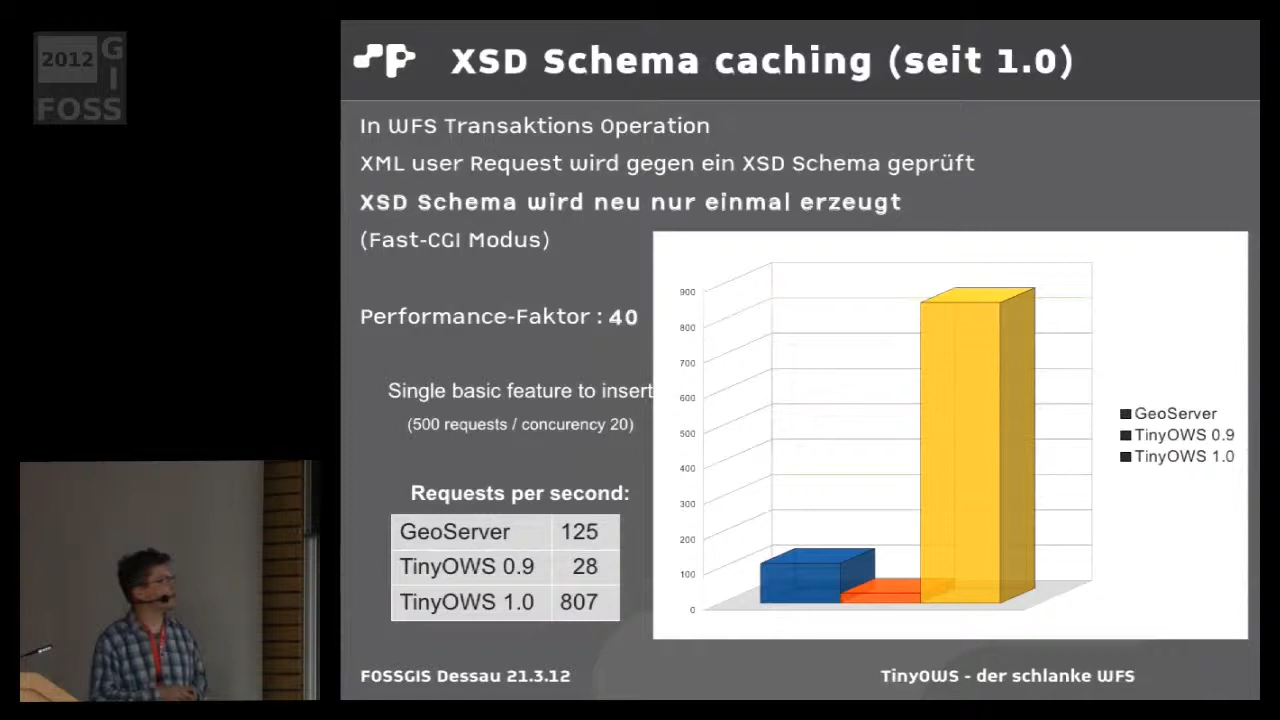 2012
GI
FOSS
XSD Schema caching (seit 1.0)
In WFS Transaktions Operation
XML user Request wird gegen ein XSD Schema geprüft
XSD Schema wird neu nur einmal erzeugt
(Fast-CGI Modus)
Performance-Faktor : 40
Single basic feature to insert
(500 requests / concurency 20)
Requests per second:
GeoServer 125
TinyOWS 0.9 28
TinyOWS 1.0 807
900
800
700
600
500
400
300
200
100
0
GeoServer
TinyOWS 0.9
TinyOWS 1.0
FOSSGIS Dessau 21.3.12
TinyOWS - der schlanke WFS